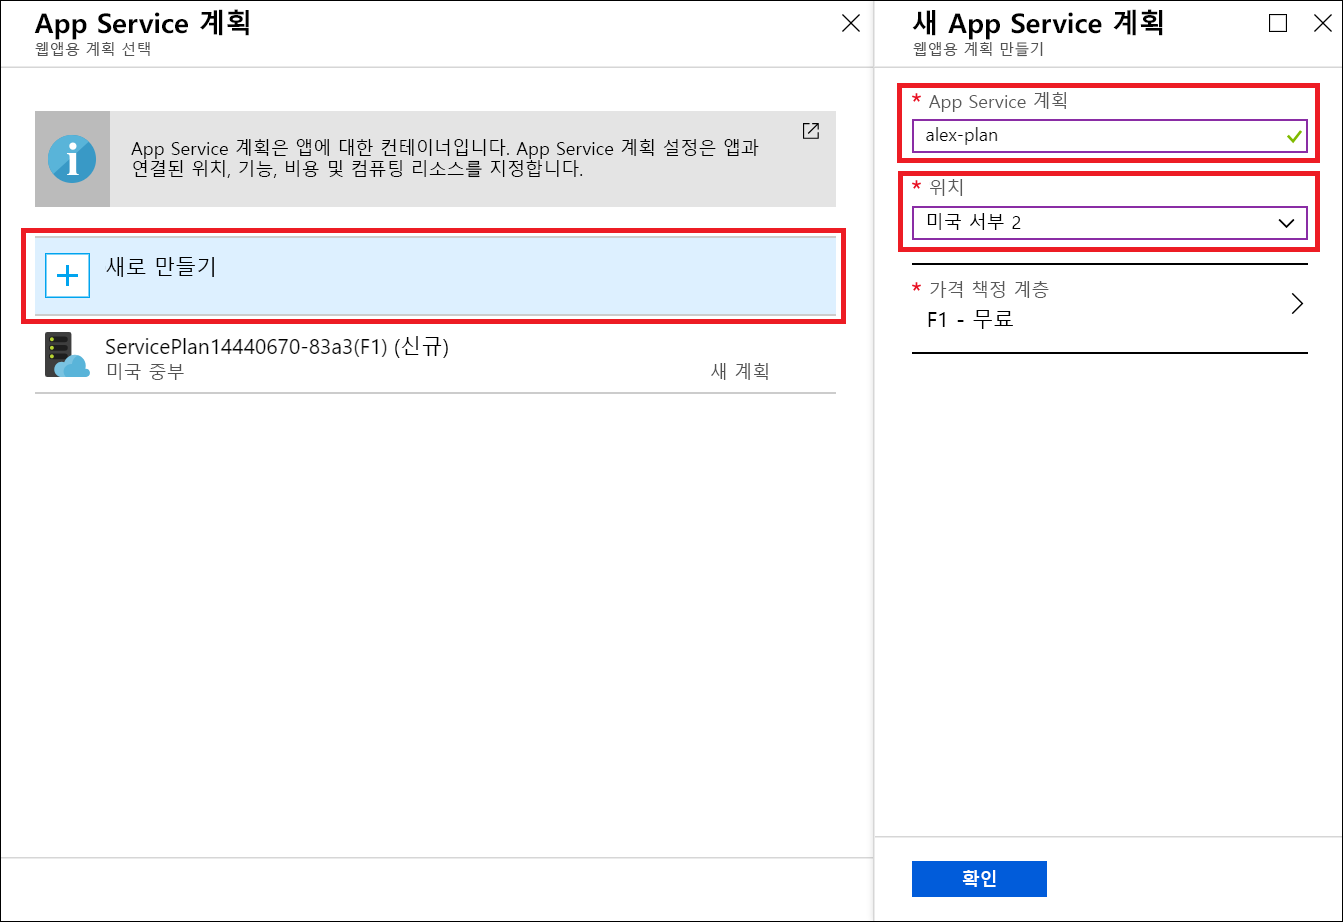 App Service 계획
웹앱용 계획 선택
App Service 계획은 앱에 대한 컨테이너입니다. App Service 계획 설정은 앱과
연결된 위치, 기능, 비용 및 컴퓨팅 리소스를 지정합니다.
새로 만들기
ServicePlan14440670-83a3(F1) (신규)
미국 중부
새 계획
새 App Service 계획
웹앱용 계획 만들기
* App Service 계획
alex-plan
* 위치
미국 서부 2
* 가격 책정 계층
F1 - 무료
확인